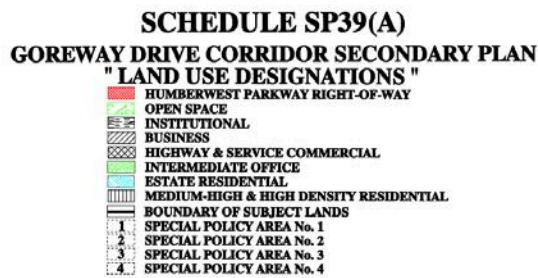 SCHEDULE SP39(A)
GOREWAY DRIVE CORRIDOR SECONDARY PLAN
" LAND USE DESIGNATIONS "
HUMBERWEST PARKWAY RIGHT-OF-WAY
OPEN SPACE
INSTITUTIONAL
BUSINESS
HIGHWAY & SERVICE COMMERCIAL
INTERMEDIATE OFFICE
ESTATE RESIDENTIAL
MEDIUM-HIGH & HIGH DENSITY RESIDENTIAL
BOUNDARY OF SUBJECT LANDS
1 SPECIAL POLICY AREA No. 1
2 SPECIAL POLICY AREA No. 2
3 SPECIAL POLICY AREA No. 3
4 SPECIAL POLICY AREA No. 4